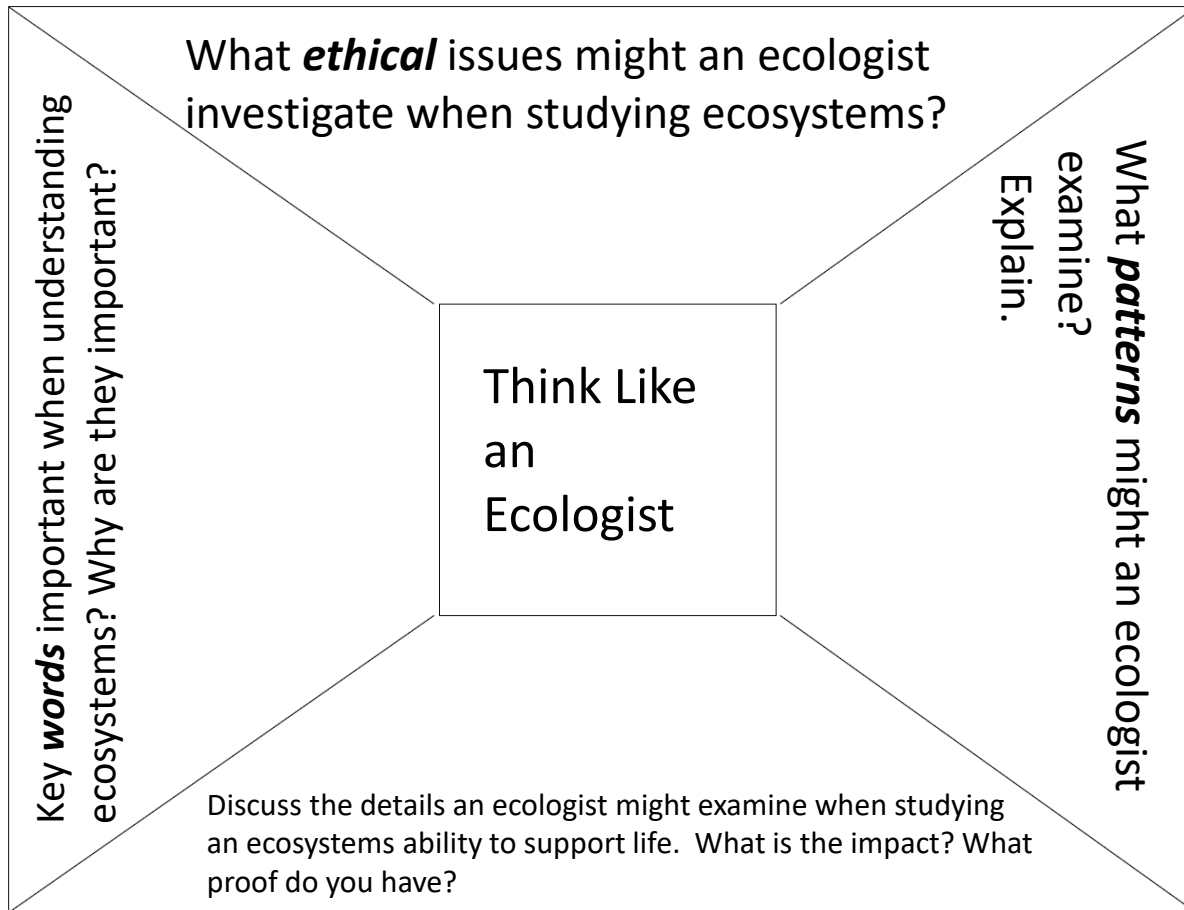 What ethical issues might an ecologist
investigate when studying ecosystems?
Key words important when understanding
ecosystems? Why are they important?
What patterns might an ecologist
examine?
Explain.
Think Like
an
Ecologist
Discuss the details an ecologist might examine when studying
an ecosystems ability to support life.  What is the impact? What
proof do you have?